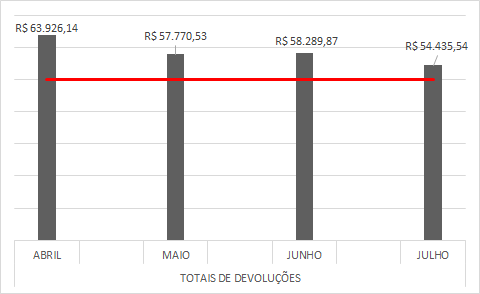 R$ 63.926,14
R$ 57.770,53
R$ 58.289,87
R$ 54.435,54
ABRIL MAIO JUNHO JULHO
TOTAIS DE DEVOLUÇÕES